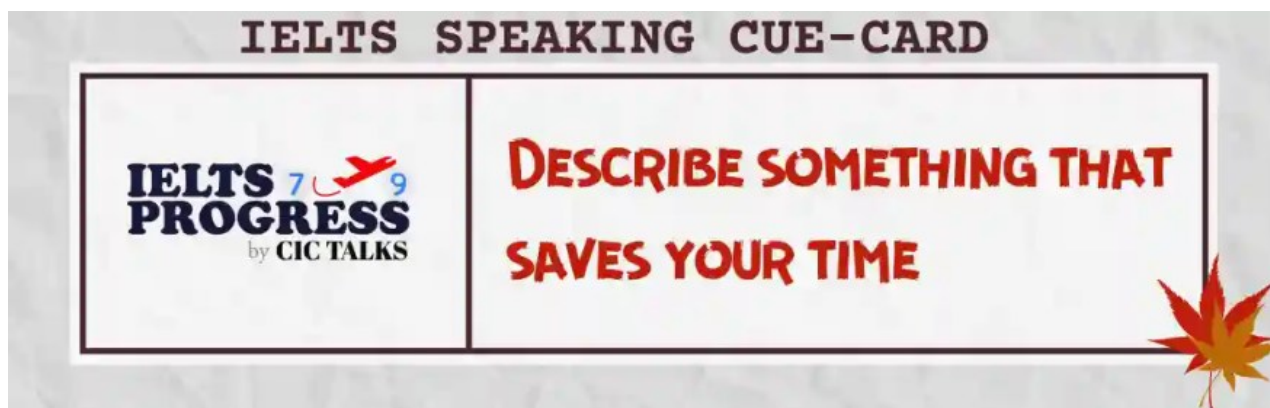 IELTS SPEAKING CUE-CARD
IELTS 7 9
PROGRESS
by CIC TALKS
DESCRIBE SOMETHING THAT
SAVES YOUR TIME